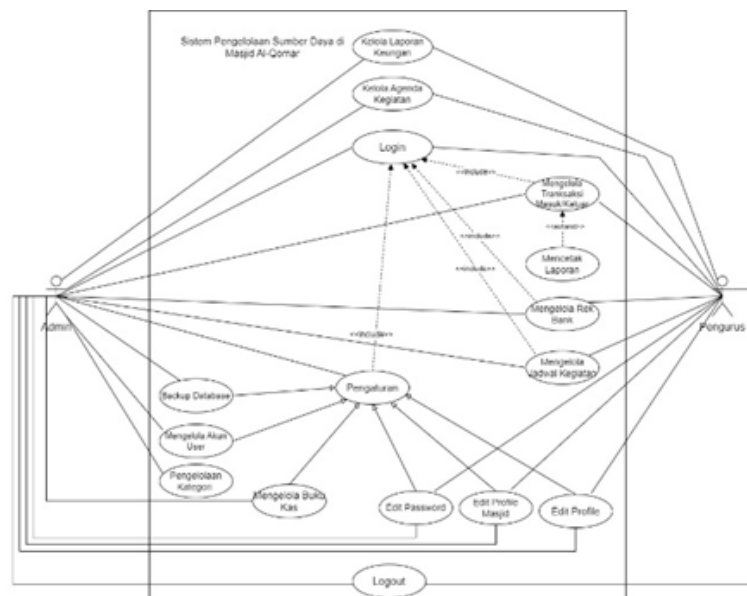 Sistem Pengelolaan Sumber Daya di
Masjid Al-Qomar
Kelola Laporan
Keungan
Kelola Agenda
Kegiatan
Login
<<include>>
Mengelola
Tranksaksi
Masuk/Keluar
<<extend>>
<<include>>
Mencetak
Laporan
<<include>>
Admin
Pengurus
Mengelola Rek
Bank
<<include>>
Mengelola
Jadwal Kegiatan
Pengaturan
Backup Database
Mengelola Akun
User
Pengelolaan
Kategori
Mengelola Buku
Kas
Edit Password
Edit Profile
Masjid
Edit Profile
Logout